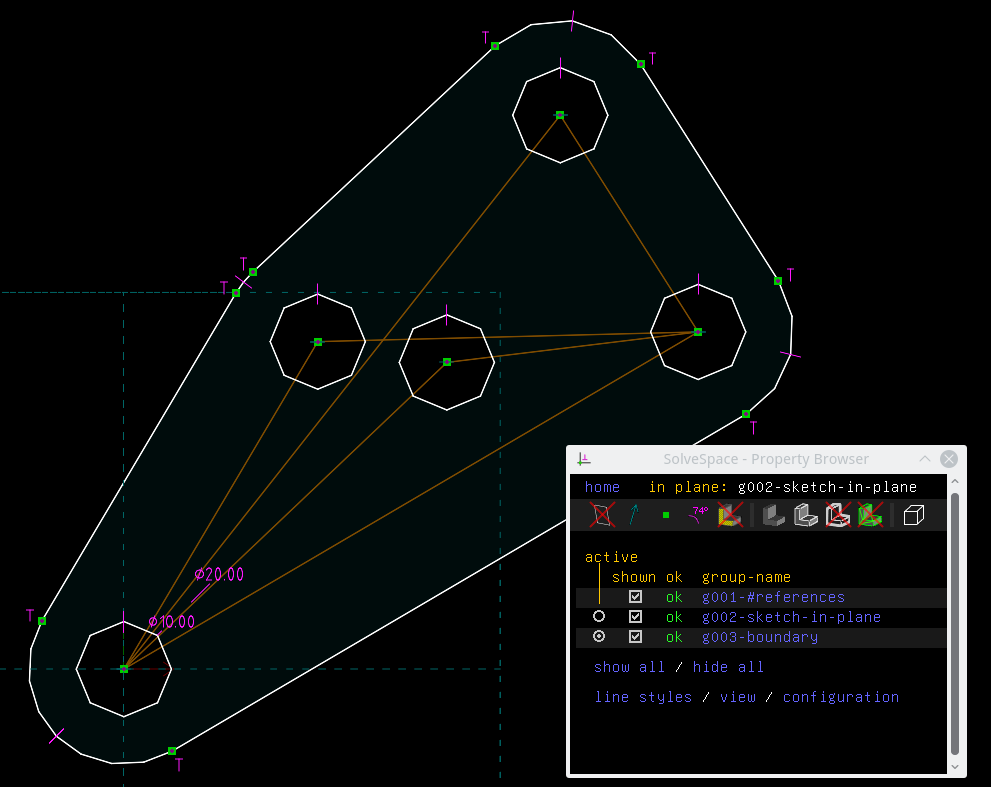 T
T
T
T
T
⌀20.00
T
⌀10.00
T
T
SolveSpace - Property Browser
home in plane: g002-sketch-in-plane
74°
active
shown ok group-name
ok g001-#references
ok g002-sketch-in-plane
ok g003-boundary
show all / hide all
line styles / view / configuration